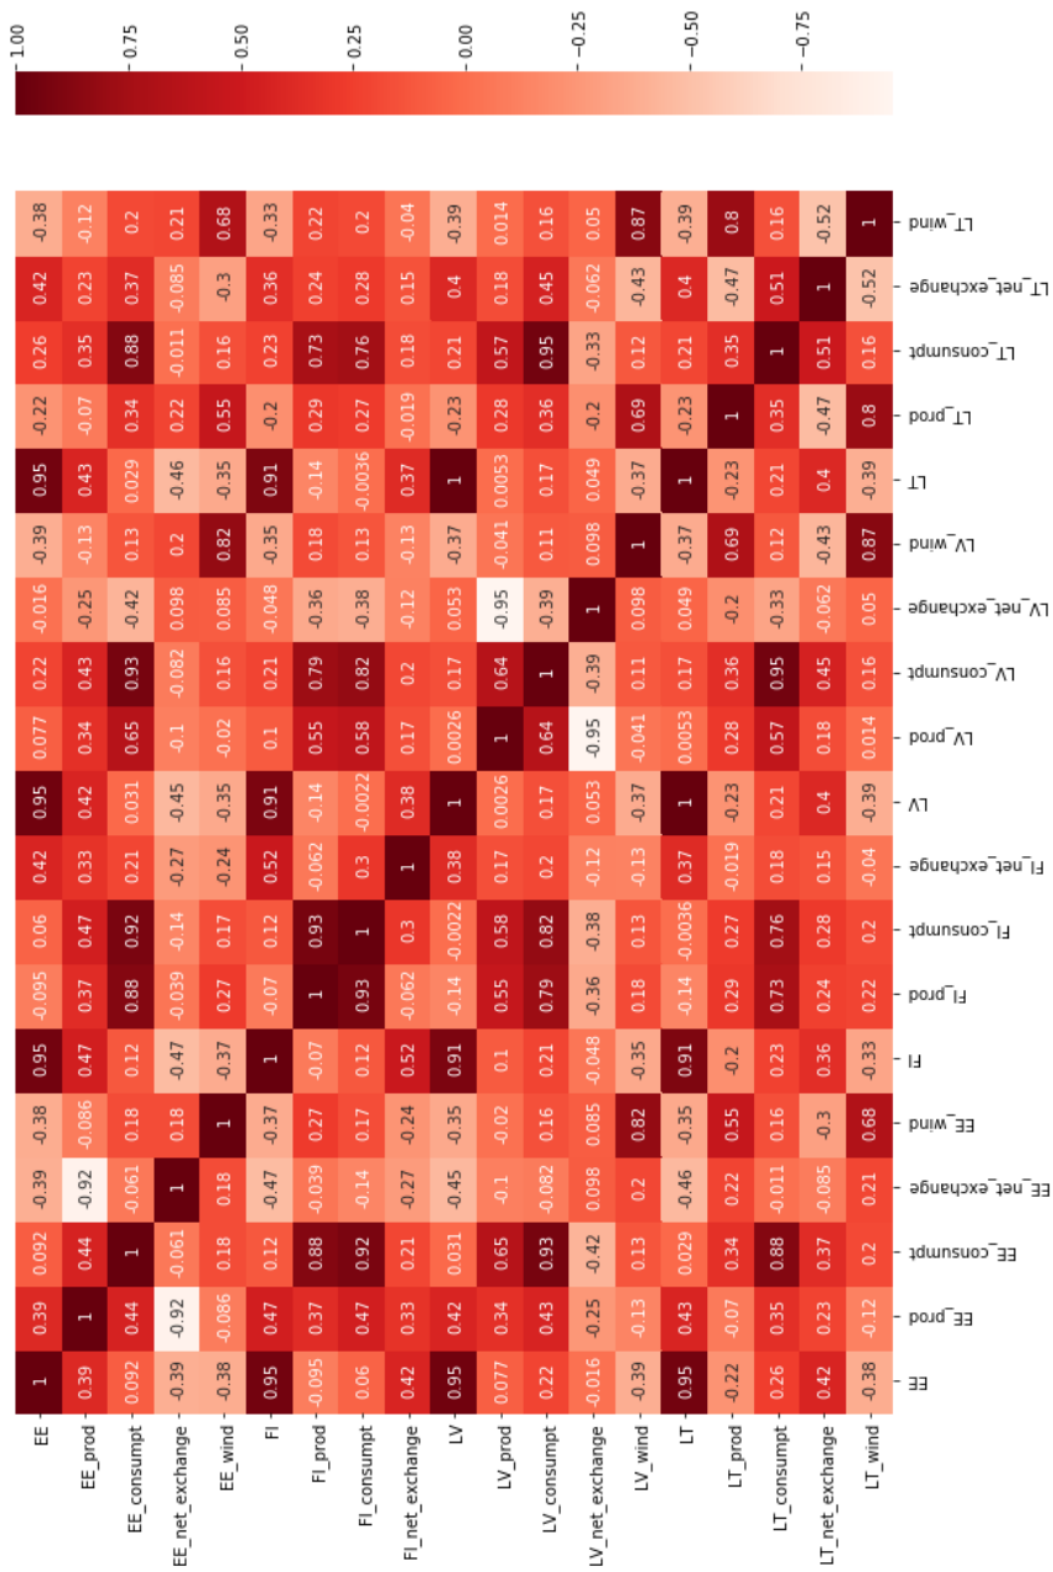 EE 1 0.39 0.092 -0.39 -0.38 0.95 -0.095 0.06 0.42 0.95 0.077 0.22 -0.016 -0.39 0.95 -0.22 0.26 0.42 -0.38
EE_prod 0.39 1 0.44 -0.92 -0.086 0.47 0.37 0.47 0.33 0.42 0.34 0.43 -0.25 -0.13 0.43 -0.07 0.35 0.23 -0.12
EE_consumpt 0.092 0.44 1 -0.061 0.18 0.12 0.88 0.92 0.21 0.031 0.65 0.93 -0.42 0.13 0.029 0.34 0.88 0.37 0.2
EE_net_exchange -0.39 -0.92 -0.061 1 0.18 -0.47 -0.039 -0.14 -0.27 -0.45 -0.1 -0.082 0.098 0.2 -0.46 0.22 -0.011 -0.085 0.21
EE_wind -0.38 -0.086 0.18 0.18 1 -0.37 0.27 0.17 -0.24 -0.35 -0.02 0.16 0.085 0.82 -0.35 0.55 0.16 -0.3 0.68
FI 0.95 0.47 0.12 -0.47 -0.37 1 -0.07 0.12 0.52 0.91 0.1 0.21 -0.048 -0.35 0.91 -0.2 0.23 0.36 -0.33
FI_prod -0.095 0.37 0.88 -0.039 0.27 -0.07 1 0.93 -0.062 -0.14 0.55 0.79 -0.36 0.18 -0.14 0.29 0.73 0.24 0.22
FI_consumpt 0.06 0.47 0.92 -0.14 0.17 0.12 0.93 1 0.3 -0.0022 0.58 0.82 -0.38 0.13 -0.0036 0.27 0.76 0.28 0.2
FI_net_exchange 0.42 0.33 0.21 -0.27 -0.24 0.52 -0.062 0.3 1 0.38 0.17 0.2 -0.12 -0.13 0.37 -0.019 0.18 0.15 -0.04
LV 0.95 0.42 0.031 -0.45 -0.35 0.91 -0.14 -0.0022 0.38 1 0.0026 0.17 0.053 -0.37 1 -0.23 0.21 0.4 -0.39
LV_prod 0.077 0.34 0.65 -0.1 -0.02 0.1 0.55 0.58 0.17 0.0026 1 0.64 -0.95 -0.041 0.0053 0.28 0.57 0.18 0.014
LV_consumpt 0.22 0.43 0.93 -0.082 0.16 0.21 0.79 0.82 0.2 0.17 0.64 1 -0.39 0.11 0.17 0.36 0.95 0.45 0.16
LV_net_exchange -0.016 -0.25 -0.42 0.098 0.085 -0.048 -0.36 -0.38 -0.12 0.053 -0.95 -0.39 1 0.098 0.049 -0.2 -0.33 -0.062 0.05
LV_wind -0.39 -0.13 0.13 0.2 0.82 -0.35 0.18 0.13 -0.13 -0.37 -0.041 0.11 0.098 1 -0.37 0.69 0.12 -0.43 0.87
LT 0.95 0.43 0.029 -0.46 -0.35 0.91 -0.14 -0.0036 0.37 1 0.0053 0.17 0.049 -0.37 1 -0.23 0.21 0.4 -0.39
LT_prod -0.22 -0.07 0.34 0.22 0.55 -0.2 0.29 0.27 -0.019 -0.23 0.28 0.36 -0.2 0.69 -0.23 1 0.35 -0.47 0.8
LT_consumpt 0.26 0.35 0.88 -0.011 0.16 0.23 0.73 0.76 0.18 0.21 0.57 0.95 -0.33 0.12 0.21 0.35 1 0.51 0.16
LT_net_exchange 0.42 0.23 0.37 -0.085 -0.3 0.36 0.24 0.28 0.15 0.4 0.18 0.45 -0.062 -0.43 0.4 -0.47 0.51 1 -0.52
LT_wind -0.38 -0.12 0.2 0.21 0.68 -0.33 0.22 0.2 -0.04 -0.39 0.014 0.16 0.05 0.87 -0.39 0.8 0.16 -0.52 1
EE
EE_prod
EE_consumpt
EE_net_exchange
EE_wind
FI
FI_prod
FI_consumpt
FI_net_exchange
LV
LV_prod
LV_consumpt
LV_net_exchange
LV_wind
LT
LT_prod
LT_consumpt
LT_net_exchange
LT_wind
1.00
0.75
0.50
0.25
0.00
−0.25
−0.50
−0.75